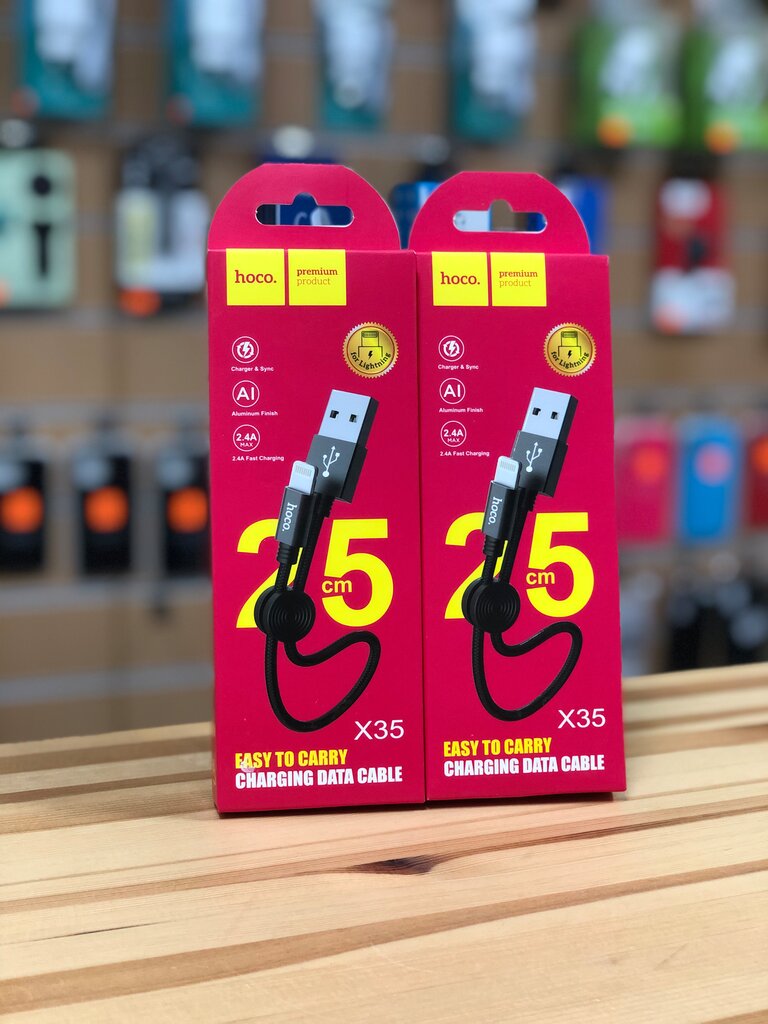 hoco.
premium
product
for Lightning
Charger & Sync
AI
Aluminum Finish
2.4A
MAX
2.4A Fast Charging
hoco.
25
cm
X35
EASY TO CARRY
CHARGING DATA CABLE
hoco.
premium
product
for Lightning
Charger & Sync
AI
Aluminum Finish
2.4A
MAX
2.4A Fast Charging
hoco.
25
cm
X35
EASY TO CARRY
CHARGING DATA CABLE